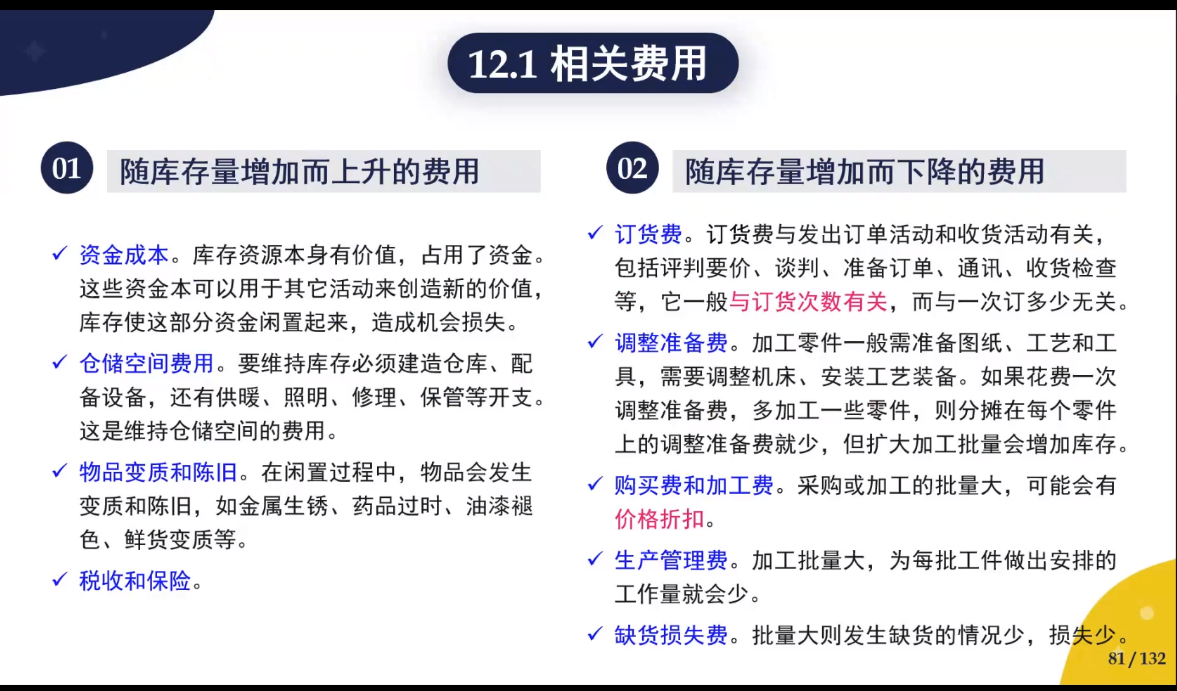 12.1 相关费用
01 随库存量增加而上升的费用
✓ 资金成本。库存资源本身有价值，占用了资金。
这些资金本可以用于其它活动来创造新的价值，
库存使这部分资金闲置起来，造成机会损失。
✓ 仓储空间费用。要维持库存必须建造仓库、配
备设备，还有供暖、照明、修理、保管等开支。
这是维持仓储空间的费用。
✓ 物品变质和陈旧。在闲置过程中，物品会发生
变质和陈旧，如金属生锈、药品过时、油漆褪
色、鲜货变质等。
✓ 税收和保险。
02 随库存量增加而下降的费用
✓ 订货费。订货费与发出订单活动和收货活动有关，
包括评判要价、谈判、准备订单、通讯、收货检查
等，它一般与订货次数有关，而与一次订多少无关。
✓ 调整准备费。加工零件一般需准备图纸、工艺和工
具，需要调整机床、安装工艺装备。如果花费一次
调整准备费，多加工一些零件，则分摊在每个零件
上的调整准备费就少，但扩大加工批量会增加库存。
✓ 购买费和加工费。采购或加工的批量大，可能会有
价格折扣。
✓ 生产管理费。加工批量大，为每批工件做出安排的
工作量就会少。
✓ 缺货损失费。批量大则发生缺货的情况少，损失少。
81 / 132